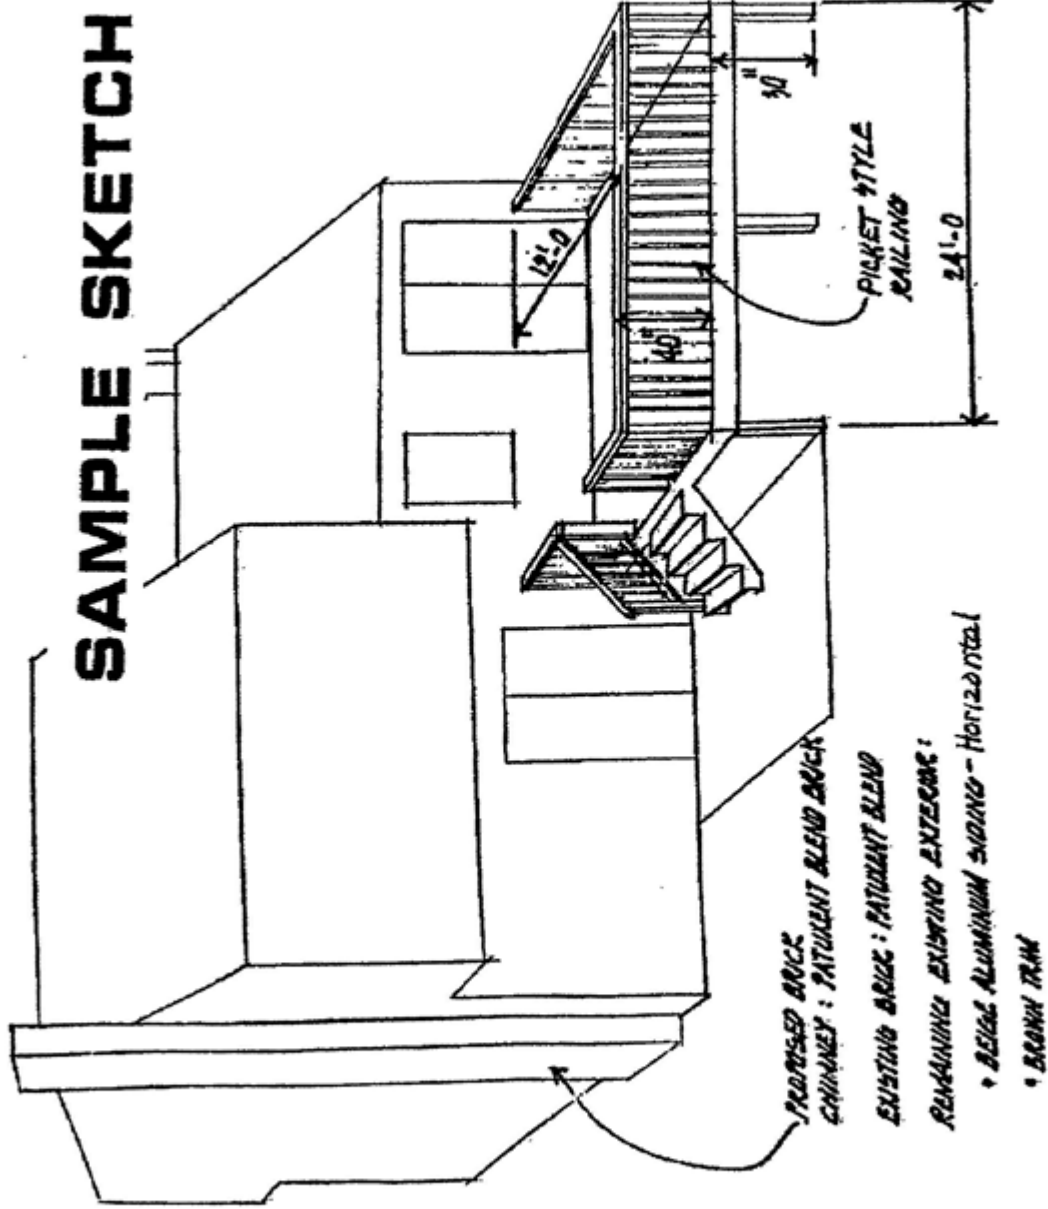 SAMPLE SKETCH
12'-0
30"
40"
PICKET STYLE
RAILING
24'-0
PROPOSED BRICK
CHIMNEY : PATUXENT BLEND BRICK
EXISTING BRICK : PATUXENT BLEND
REMAINING EXISTING EXTERIOR :
• BEIGE ALUMINUM SIDING - Horizontal
• BROWN TRIM